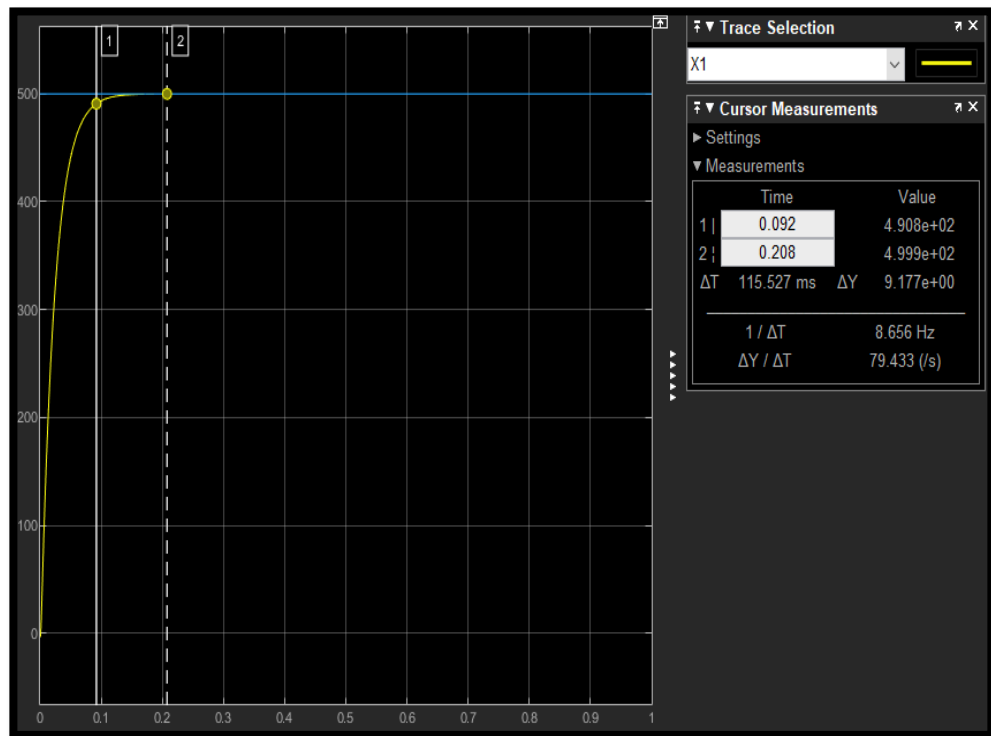 1
2
500
400
300
200
100
0
0 0.1 0.2 0.3 0.4 0.5 0.6 0.7 0.8 0.9 1
Trace Selection
X1
Cursor Measurements
Settings
Measurements
Time Value
1 | 0.092 4.908e+02
2 ¦ 0.208 4.999e+02
ΔT 115.527 ms ΔY 9.177e+00
1 / ΔT 8.656 Hz
ΔY / ΔT 79.433 (/s)